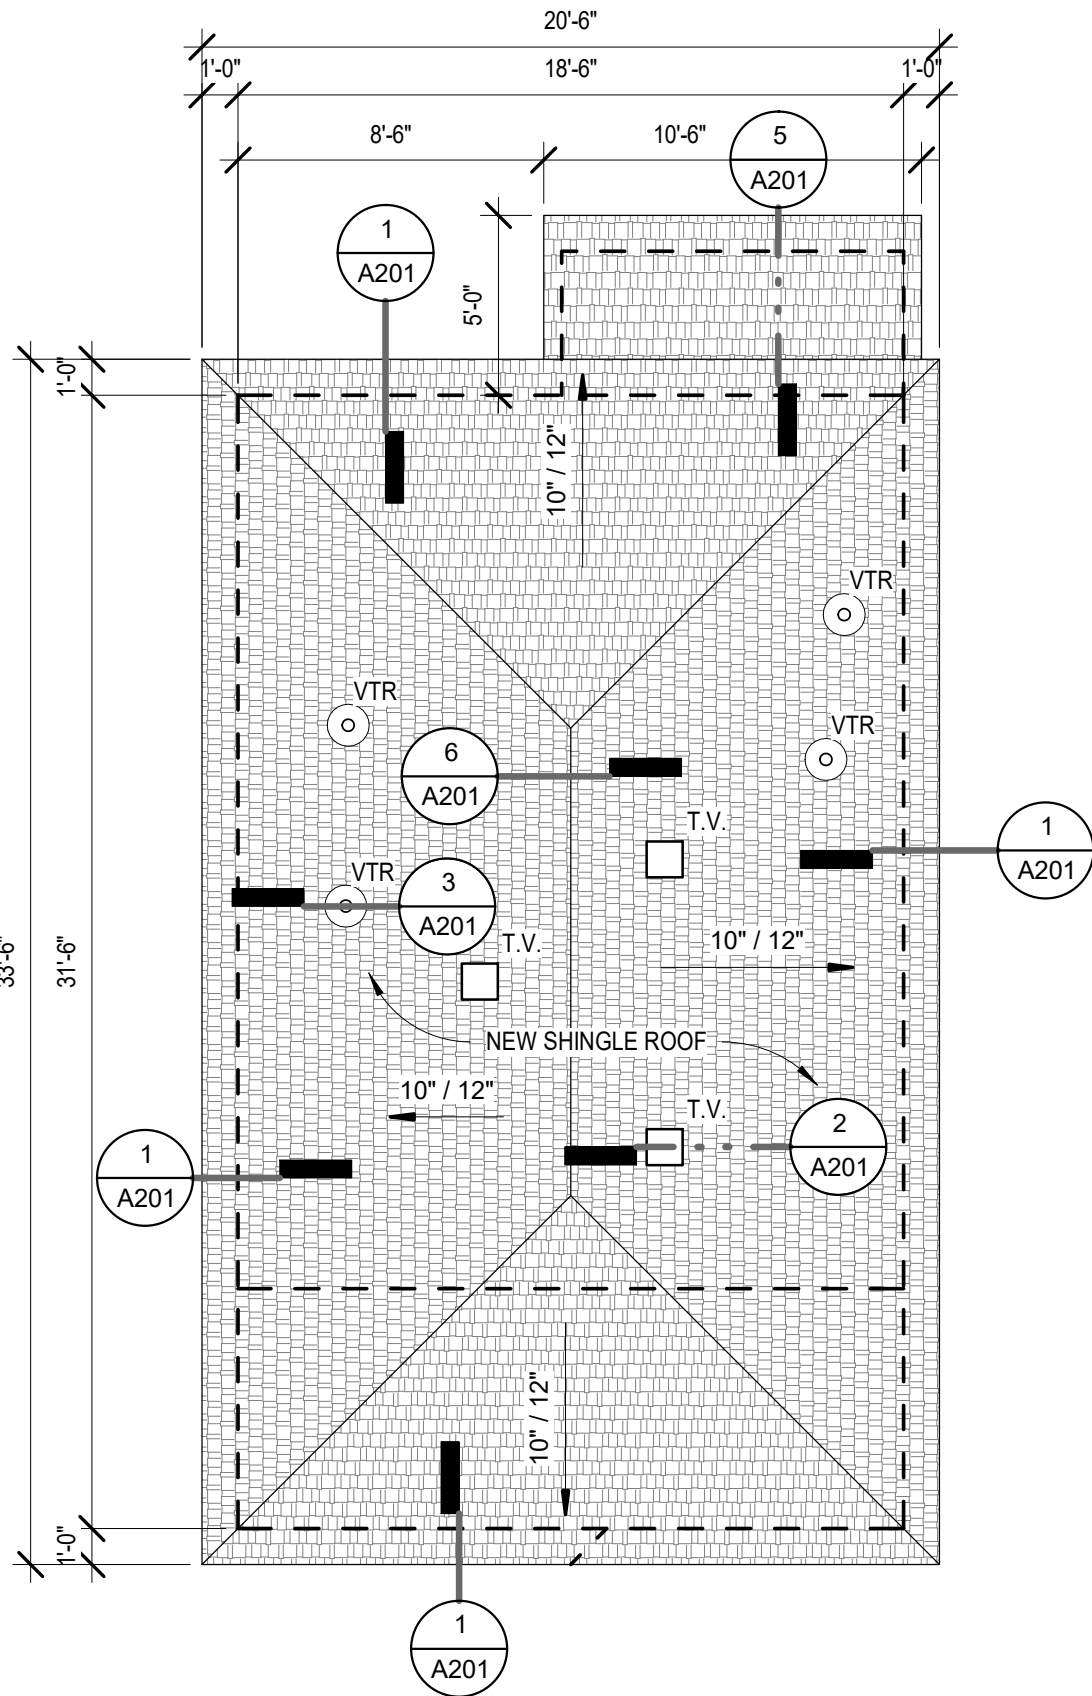 20'-6"
1'-0"
18'-6"
1'-0"
8'-6"
10'-6"
5
A201
1
A201
5'-0"
1'-0"
10" / 12"
VTR
VTR
VTR
6
A201
T.V.
1
A201
VTR
3
A201
T.V.
10" / 12"
33'-6"
31'-6"
NEW SHINGLE ROOF
10" / 12"
T.V.
2
A201
1
A201
10" / 12"
1'-0"
1
A201